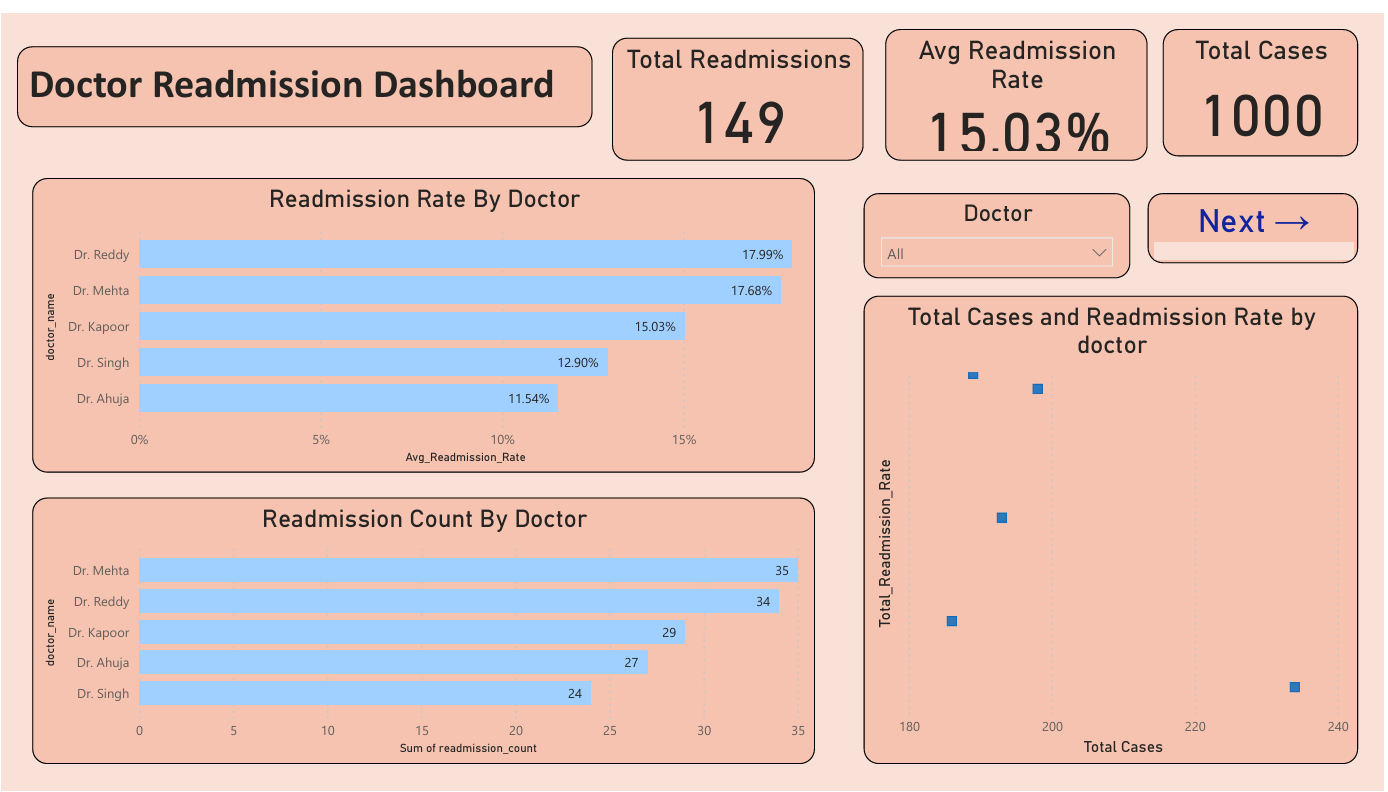 Doctor Readmission Dashboard
Total Readmissions
149
Avg Readmission
Rate
15.03%
Total Cases
1000
Readmission Rate By Doctor
doctor_name
Dr. Reddy
17.99%
Dr. Mehta
17.68%
Dr. Kapoor
15.03%
Dr. Singh
12.90%
Dr. Ahuja
11.54%
0% 5% 10% 15%
Avg_Readmission_Rate
Doctor
All
Next →
Readmission Count By Doctor
doctor_name
Dr. Mehta
35
Dr. Reddy
34
Dr. Kapoor
29
Dr. Ahuja
27
Dr. Singh
24
0 5 10 15 20 25 30 35
Sum of readmission_count
Total Cases and Readmission Rate by
doctor
Total_Readmission_Rate
180 200 220 240
Total Cases